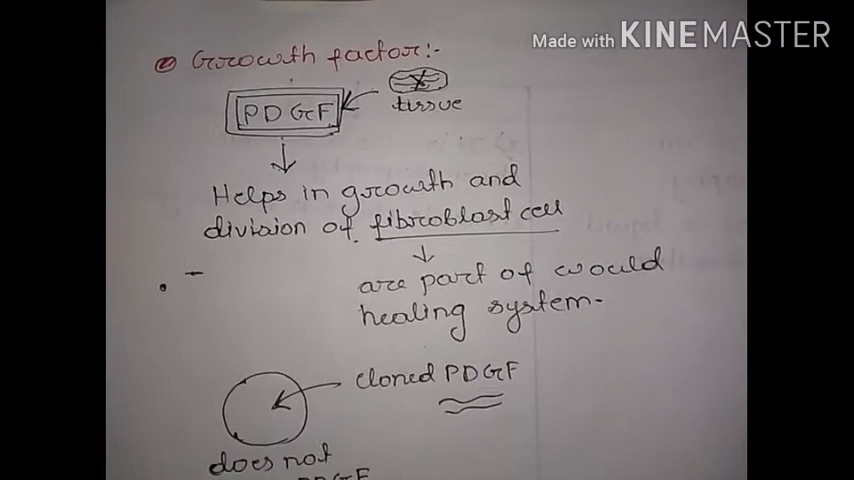 Made with KINEMASTER
Growth factor:-
PDGF
tissue
Helps in growth and
division of fibroblast cell
are part of would
healing system.
cloned PDGF
does not
PDGF